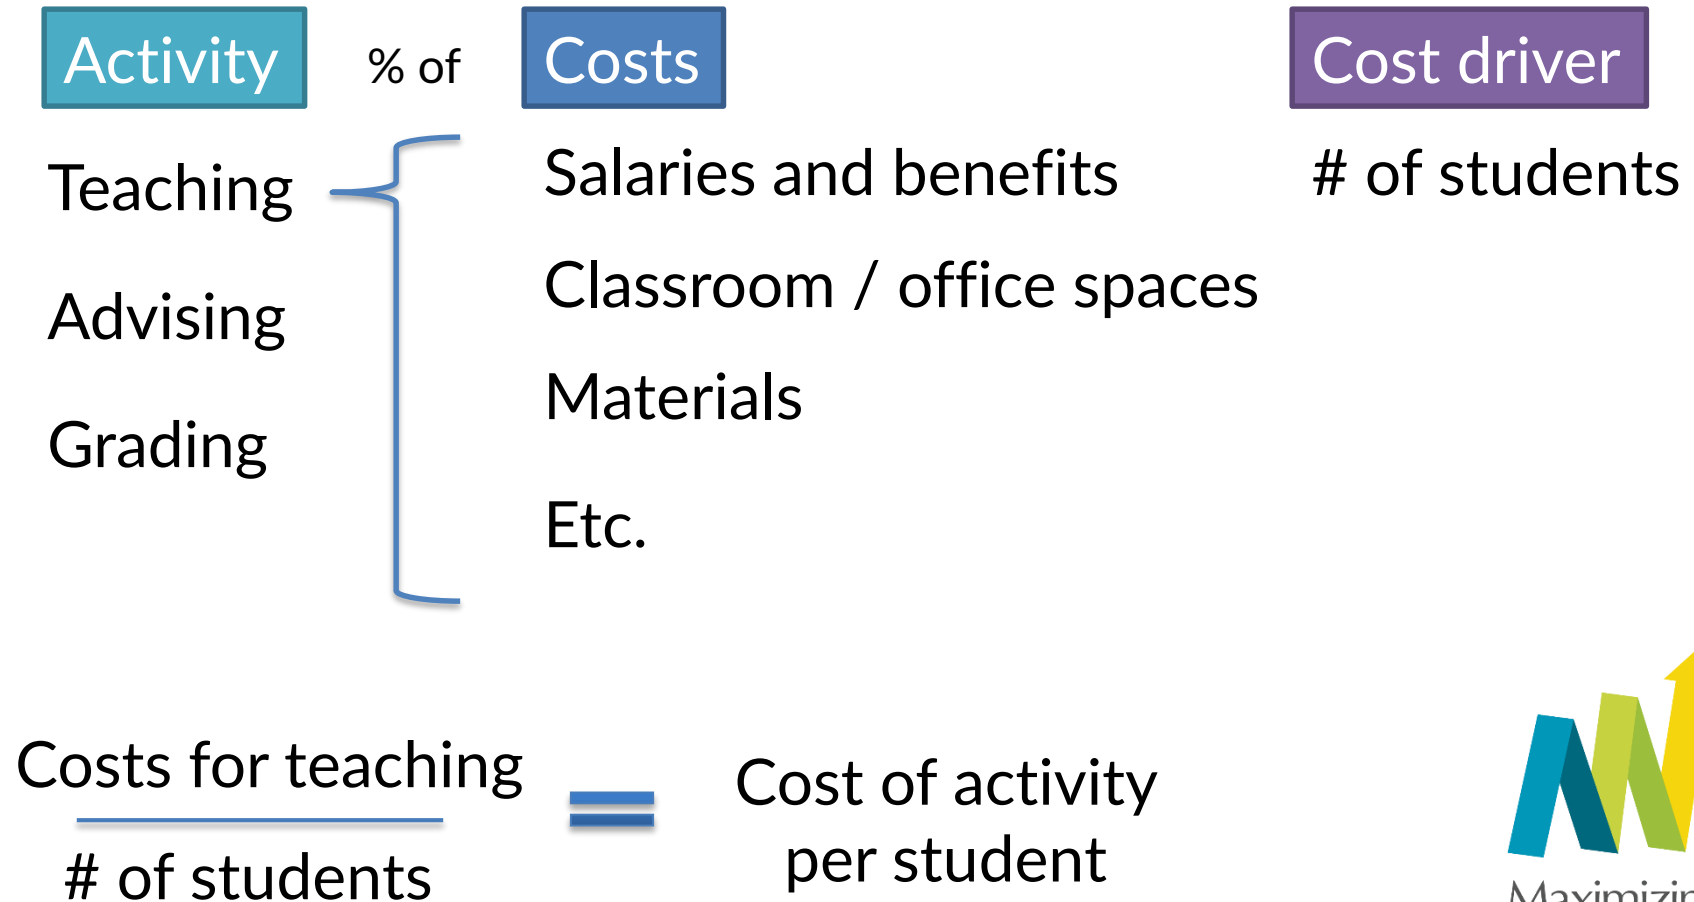 Activity
% of
Costs
Cost driver
Teaching
Advising
Grading
Salaries and benefits
Classroom / office spaces
Materials
Etc.
# of students
Costs for teaching
# of students
=
Cost of activity
per student